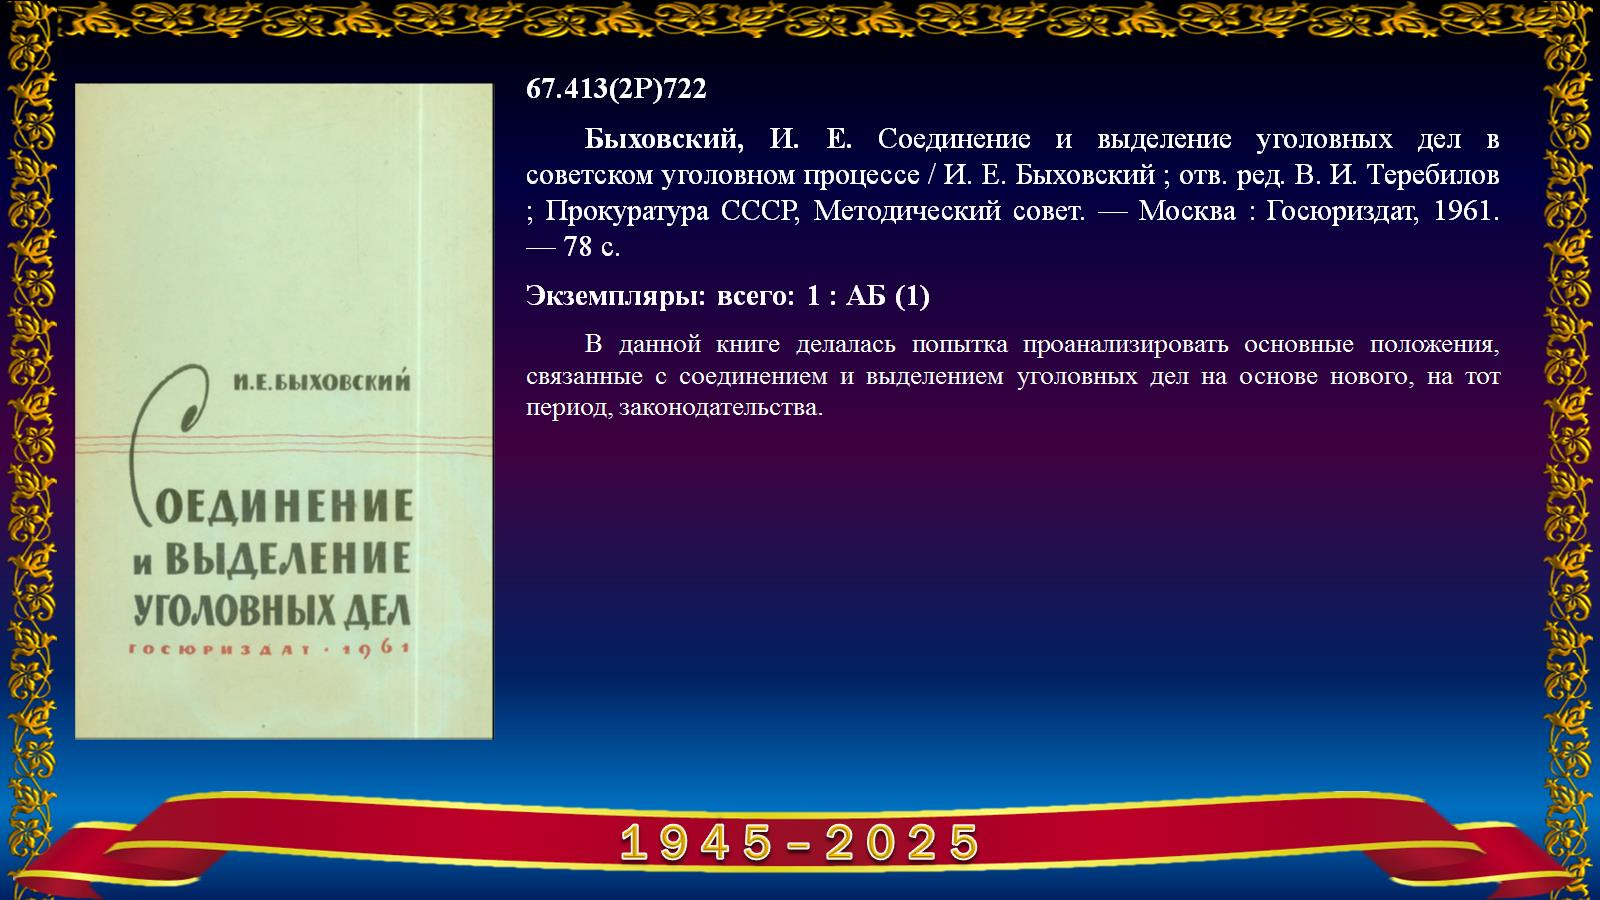 И.Е.БЫХОВСКИЙ
СОЕДИНЕНИЕ
и ВЫДЕЛЕНИЕ
УГОЛОВНЫХ ДЕЛ
ГОСЮРИЗДАТ · 1961
67.413(2Р)722
Быховский, И. Е. Соединение и выделение уголовных дел в
советском уголовном процессе / И. Е. Быховский ; отв. ред. В. И. Теребилов
; Прокуратура СССР, Методический совет. — Москва : Госюриздат, 1961.
— 78 с.
Экземпляры: всего: 1 : АБ (1)
В данной книге делалась попытка проанализировать основные положения,
связанные с соединением и выделением уголовных дел на основе нового, на тот
период, законодательства.
1945–2025